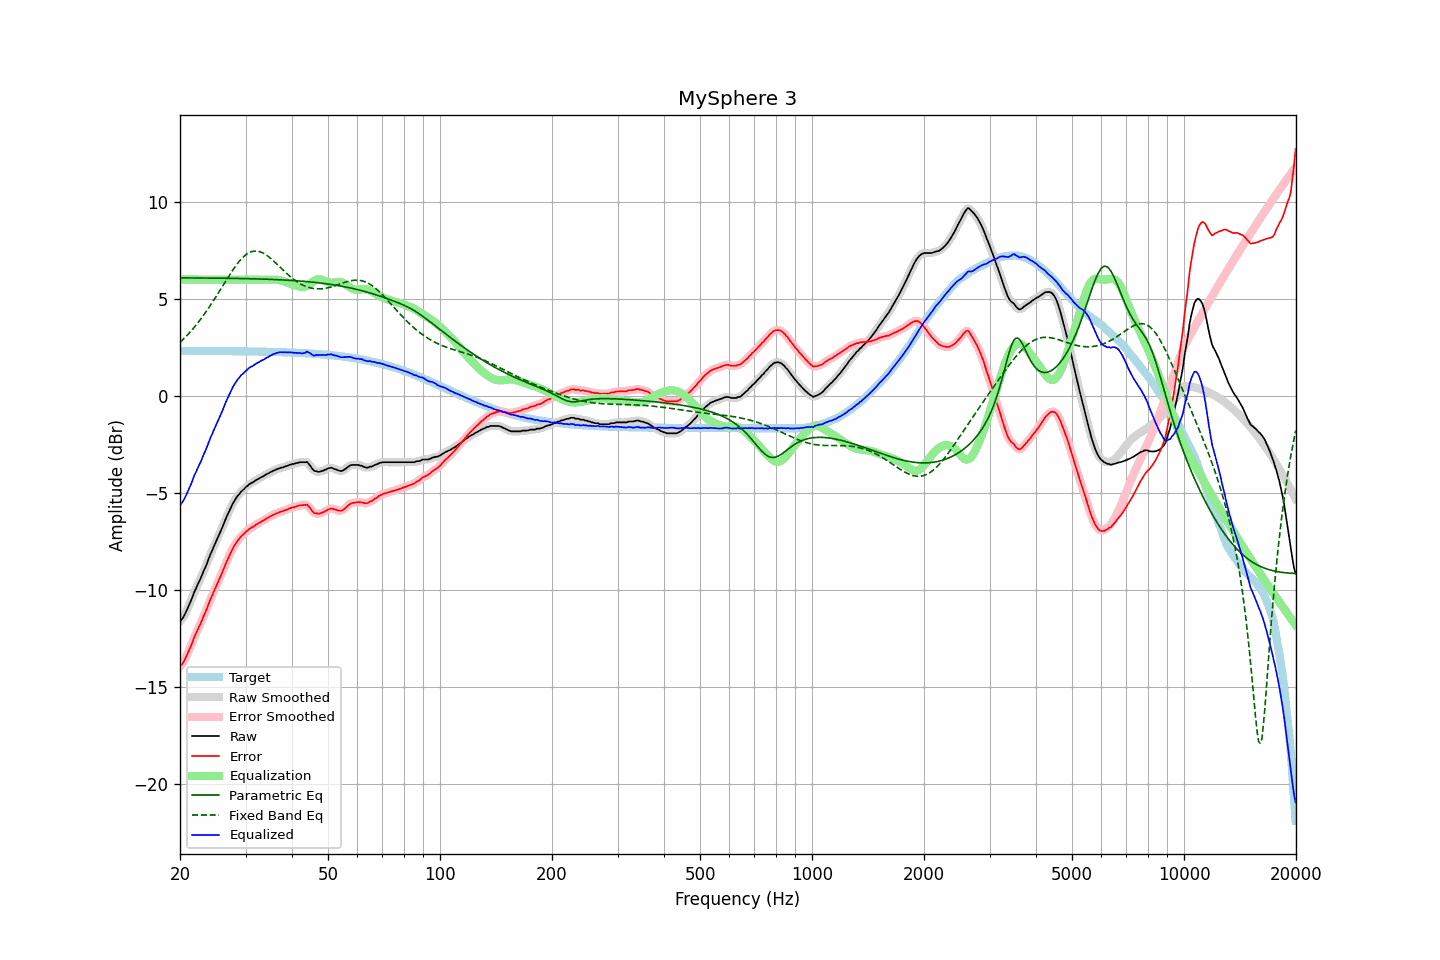 MySphere 3
Amplitude (dBr)
10
5
0
−5
−10
−15
−20
Target
Raw Smoothed
Error Smoothed
Raw
Error
Equalization
Parametric Eq
Fixed Band Eq
Equalized
20 50 100 200 500 1000 2000 5000 10000 20000
Frequency (Hz)